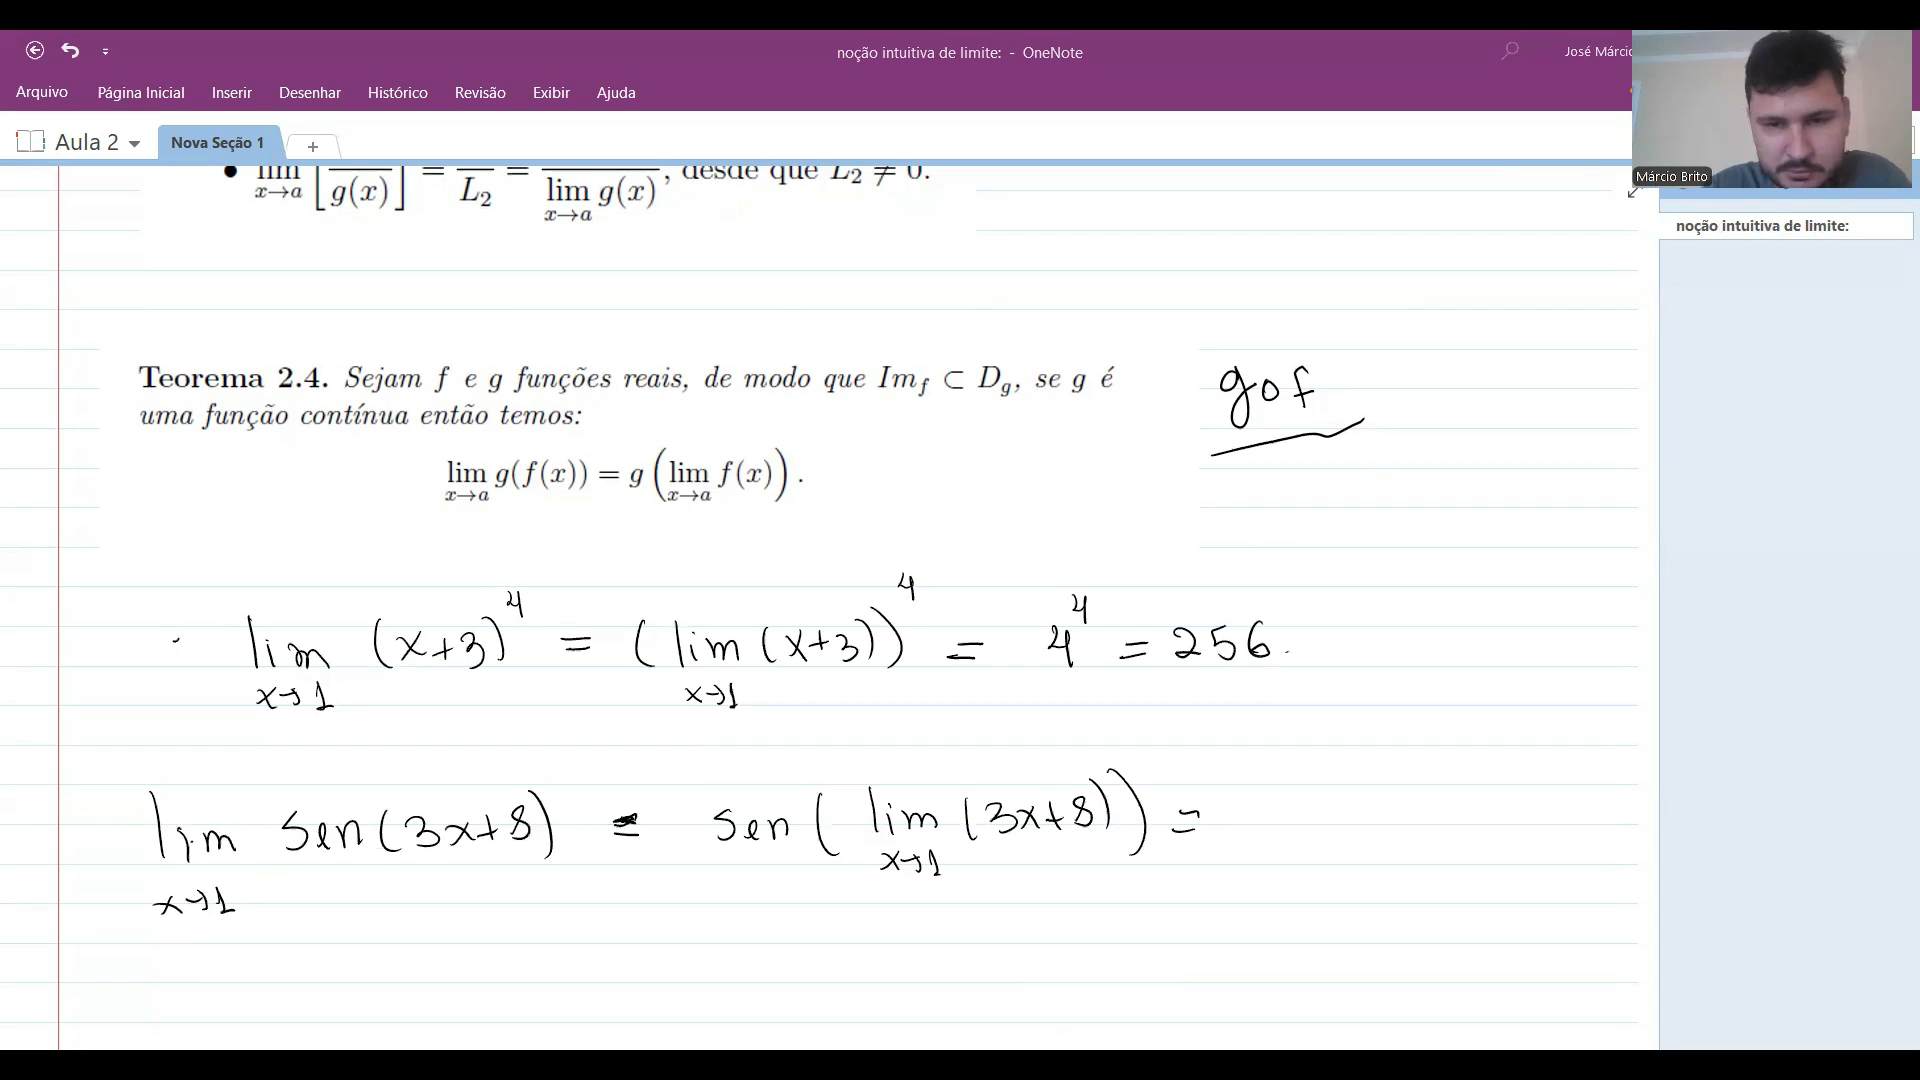 noção intuitiva de limite: - OneNote
José Márcio
Arquivo Página Inicial Inserir Desenhar Histórico Revisão Exibir Ajuda
Aula 2 Nova Seção 1 +
Márcio Brito
noção intuitiva de limite:
• lim x→a [ g(x) ] = L₂ = lim x→a g(x) , desde que L₂ ≠ 0.
Teorema 2.4. Sejam f e g funções reais, de modo que Im_f ⊂ D_g, se g é
uma função contínua então temos:
lim x→a g(f(x)) = g ( lim x→a f(x) ) .
gof
lim x→1 (x+3)⁴ = (lim x→1 (x+3))⁴ = 4⁴ = 256.
lim x→1 sen(3x+8) = sen( lim x→1 (3x+8)) =